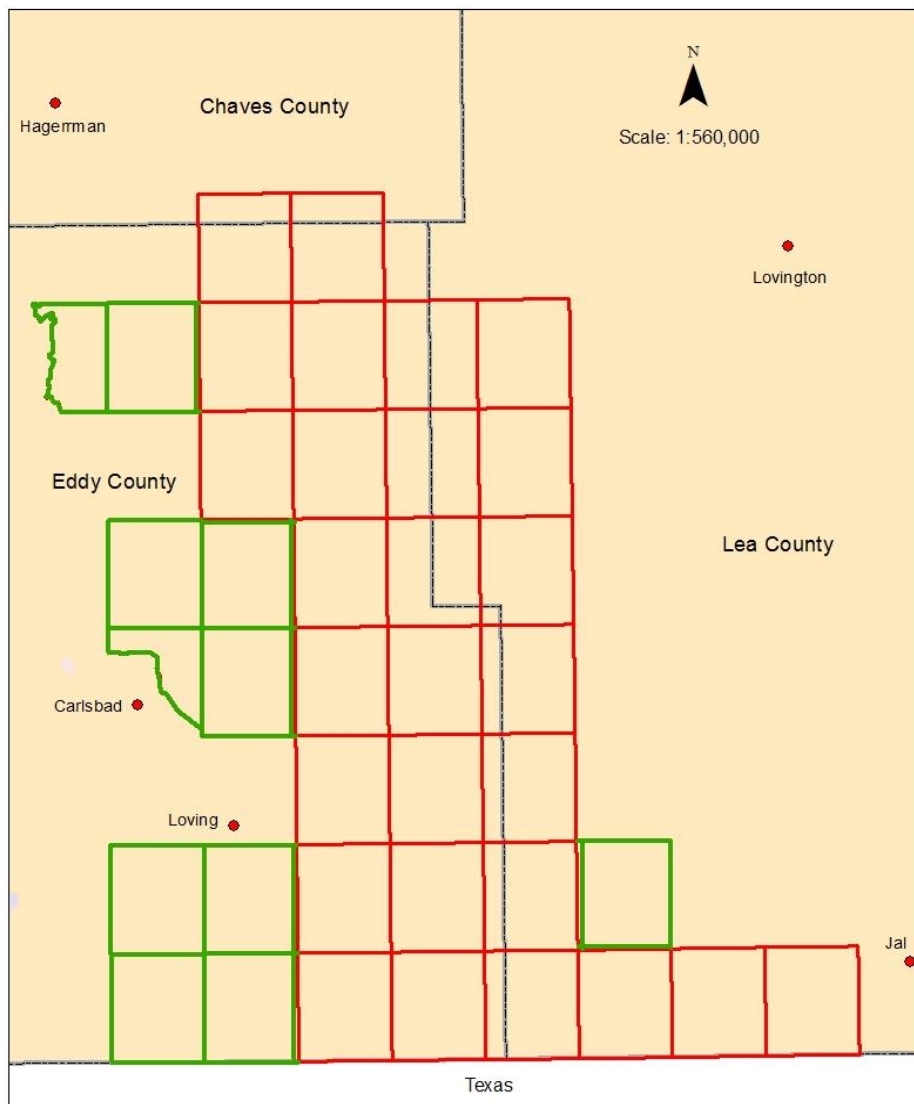 N
Chaves County
Hagerrman
Scale: 1:560,000
Lovington
Eddy County
Lea County
Carlsbad
Loving
Jal
Texas